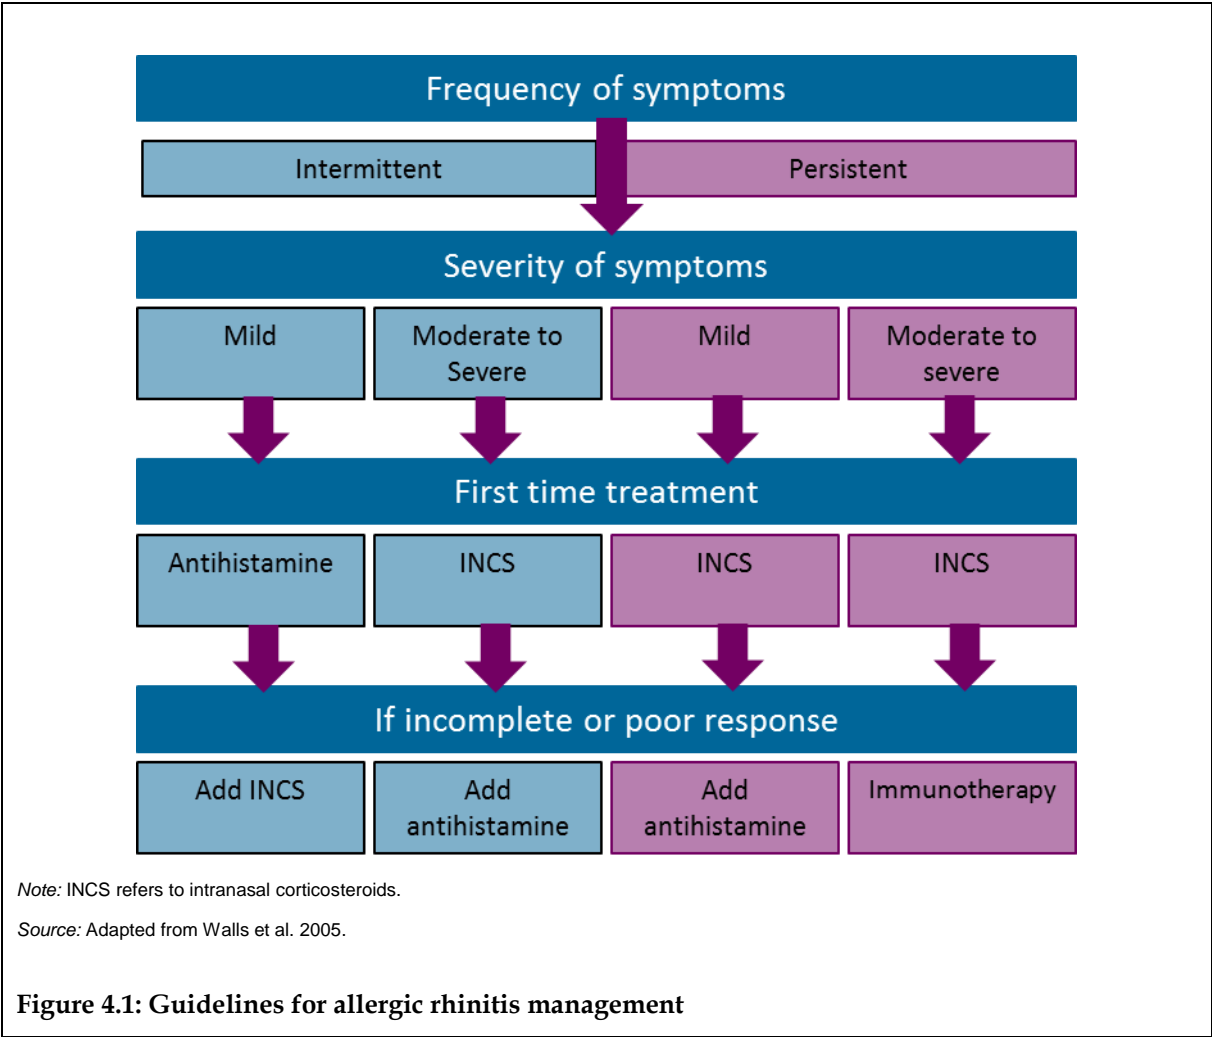 Frequency of symptoms
Intermittent
Persistent
Severity of symptoms
Mild
Moderate to
Severe
Mild
Moderate to
severe
First time treatment
Antihistamine
INCS
INCS
INCS
If incomplete or poor response
Add INCS
Add
antihistamine
Add
antihistamine
Immunotherapy
Note: INCS refers to intranasal corticosteroids.
Source: Adapted from Walls et al. 2005.
Figure 4.1: Guidelines for allergic rhinitis management